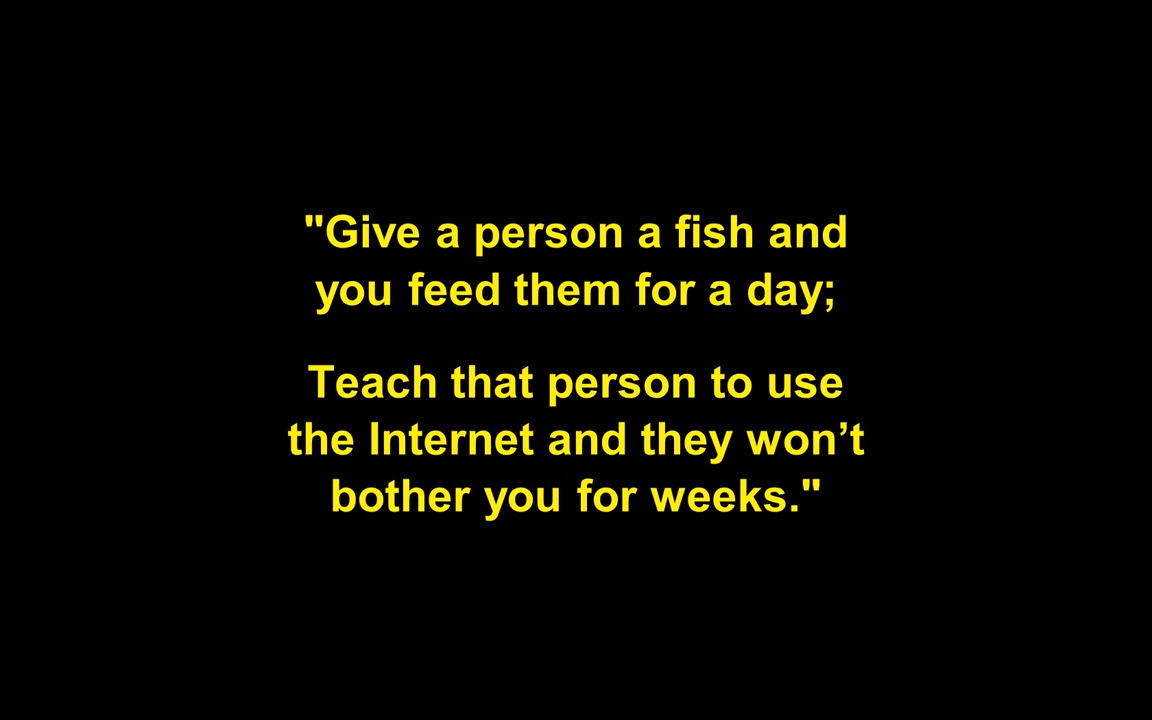 "Give a person a fish and
you feed them for a day;
Teach that person to use
the Internet and they won’t
bother you for weeks."